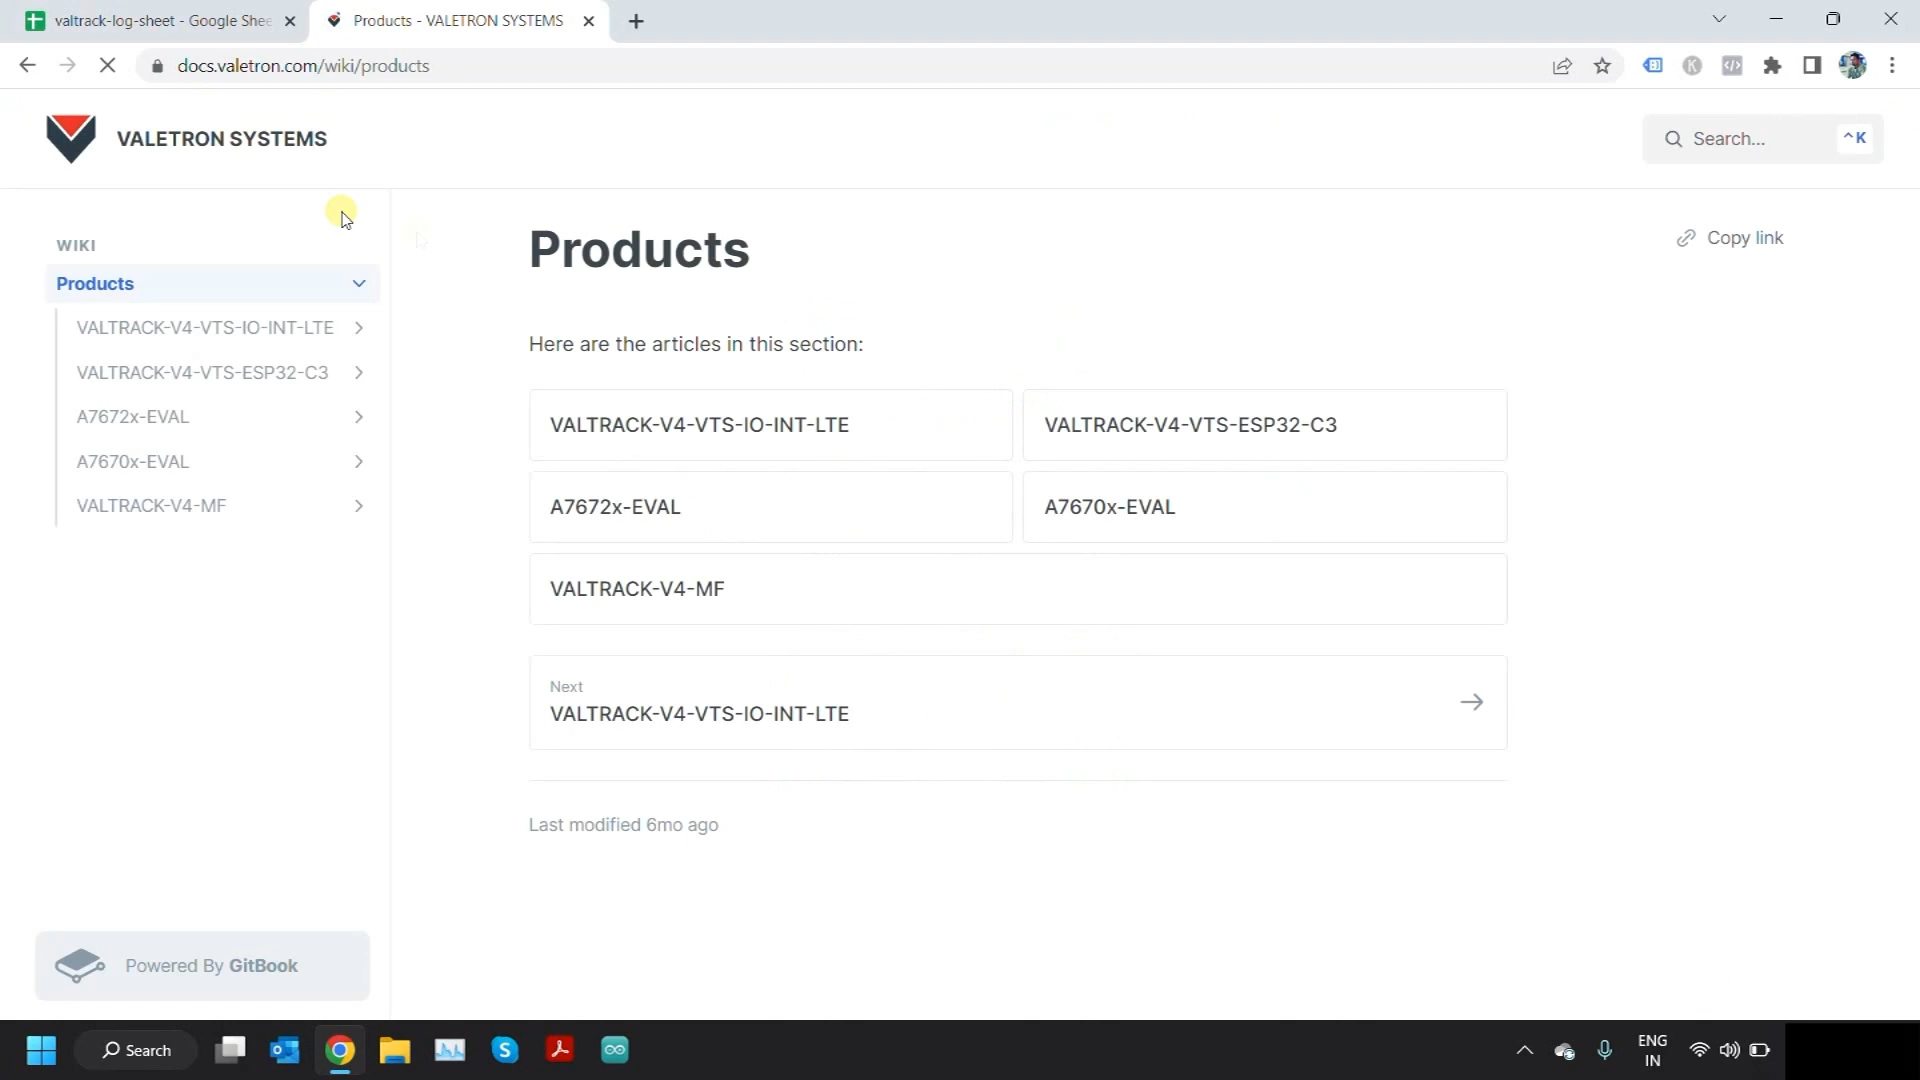 valtrack-log-sheet - Google Shee
Products - VALETRON SYSTEMS
docs.valetron.com/wiki/products
VALETRON SYSTEMS
Search...
^K
WIKI
Products
VALTRACK-V4-VTS-IO-INT-LTE
VALTRACK-V4-VTS-ESP32-C3
A7672x-EVAL
A7670x-EVAL
VALTRACK-V4-MF
Products
Copy link
Here are the articles in this section:
VALTRACK-V4-VTS-IO-INT-LTE
VALTRACK-V4-VTS-ESP32-C3
A7672x-EVAL
A7670x-EVAL
VALTRACK-V4-MF
Next
VALTRACK-V4-VTS-IO-INT-LTE
Last modified 6mo ago
Powered By GitBook
Search
ENG
IN